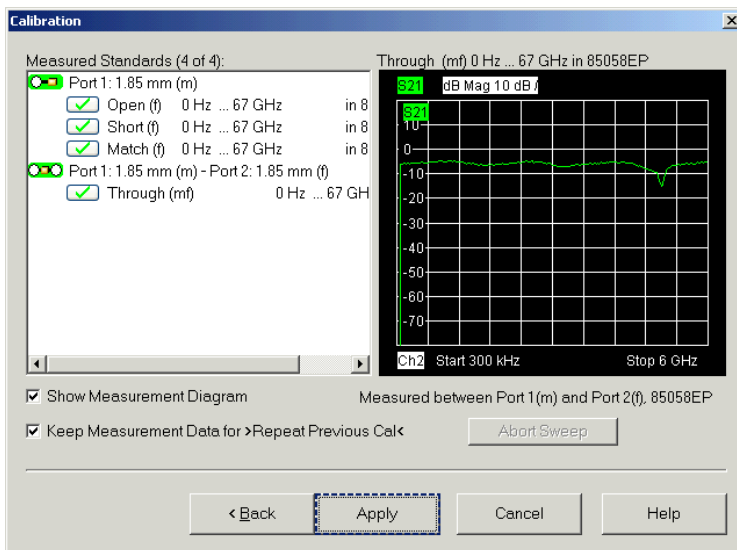 Calibration
Measured Standards (4 of 4):
Port 1: 1.85 mm (m)
Open (f) 0 Hz ... 67 GHz in 8
Short (f) 0 Hz ... 67 GHz in 8
Match (f) 0 Hz ... 67 GHz in 8
Port 1: 1.85 mm (m) - Port 2: 1.85 mm (f)
Through (mf) 0 Hz ... 67 GH
Through (mf) 0 Hz ... 67 GHz in 85058EP
S21 dB Mag 10 dB /
S21
10
0
-10
-20
-30
-40
-50
-60
-70
Ch2 Start 300 kHz Stop 6 GHz
Show Measurement Diagram
Measured between Port 1(m) and Port 2(f), 85058EP
Keep Measurement Data for >Repeat Previous Cal<
Abort Sweep
< Back
Apply
Cancel
Help